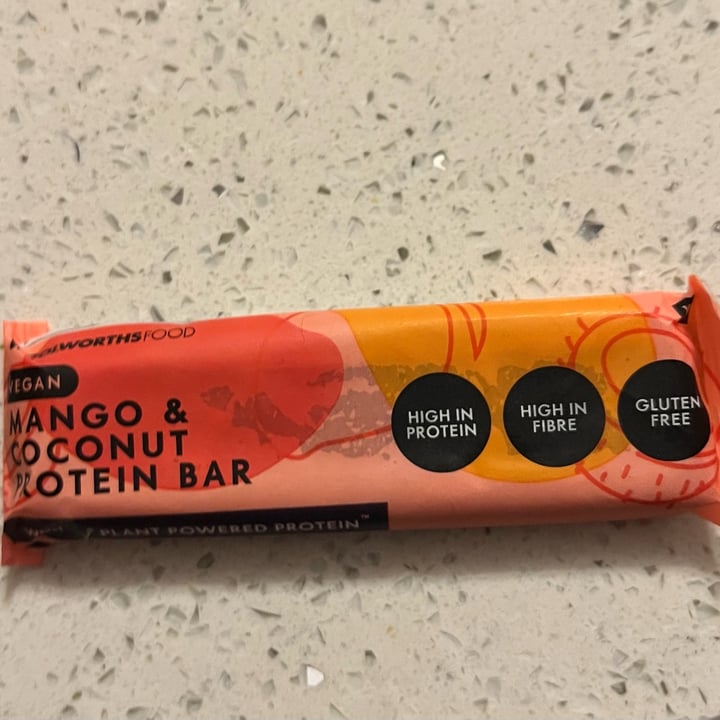 WOOLWORTHSFOOD
VEGAN
MANGO &
COCONUT
PROTEIN BAR
PLANT POWERED PROTEIN™
HIGH IN
PROTEIN
HIGH IN
FIBRE
GLUTEN
FREE